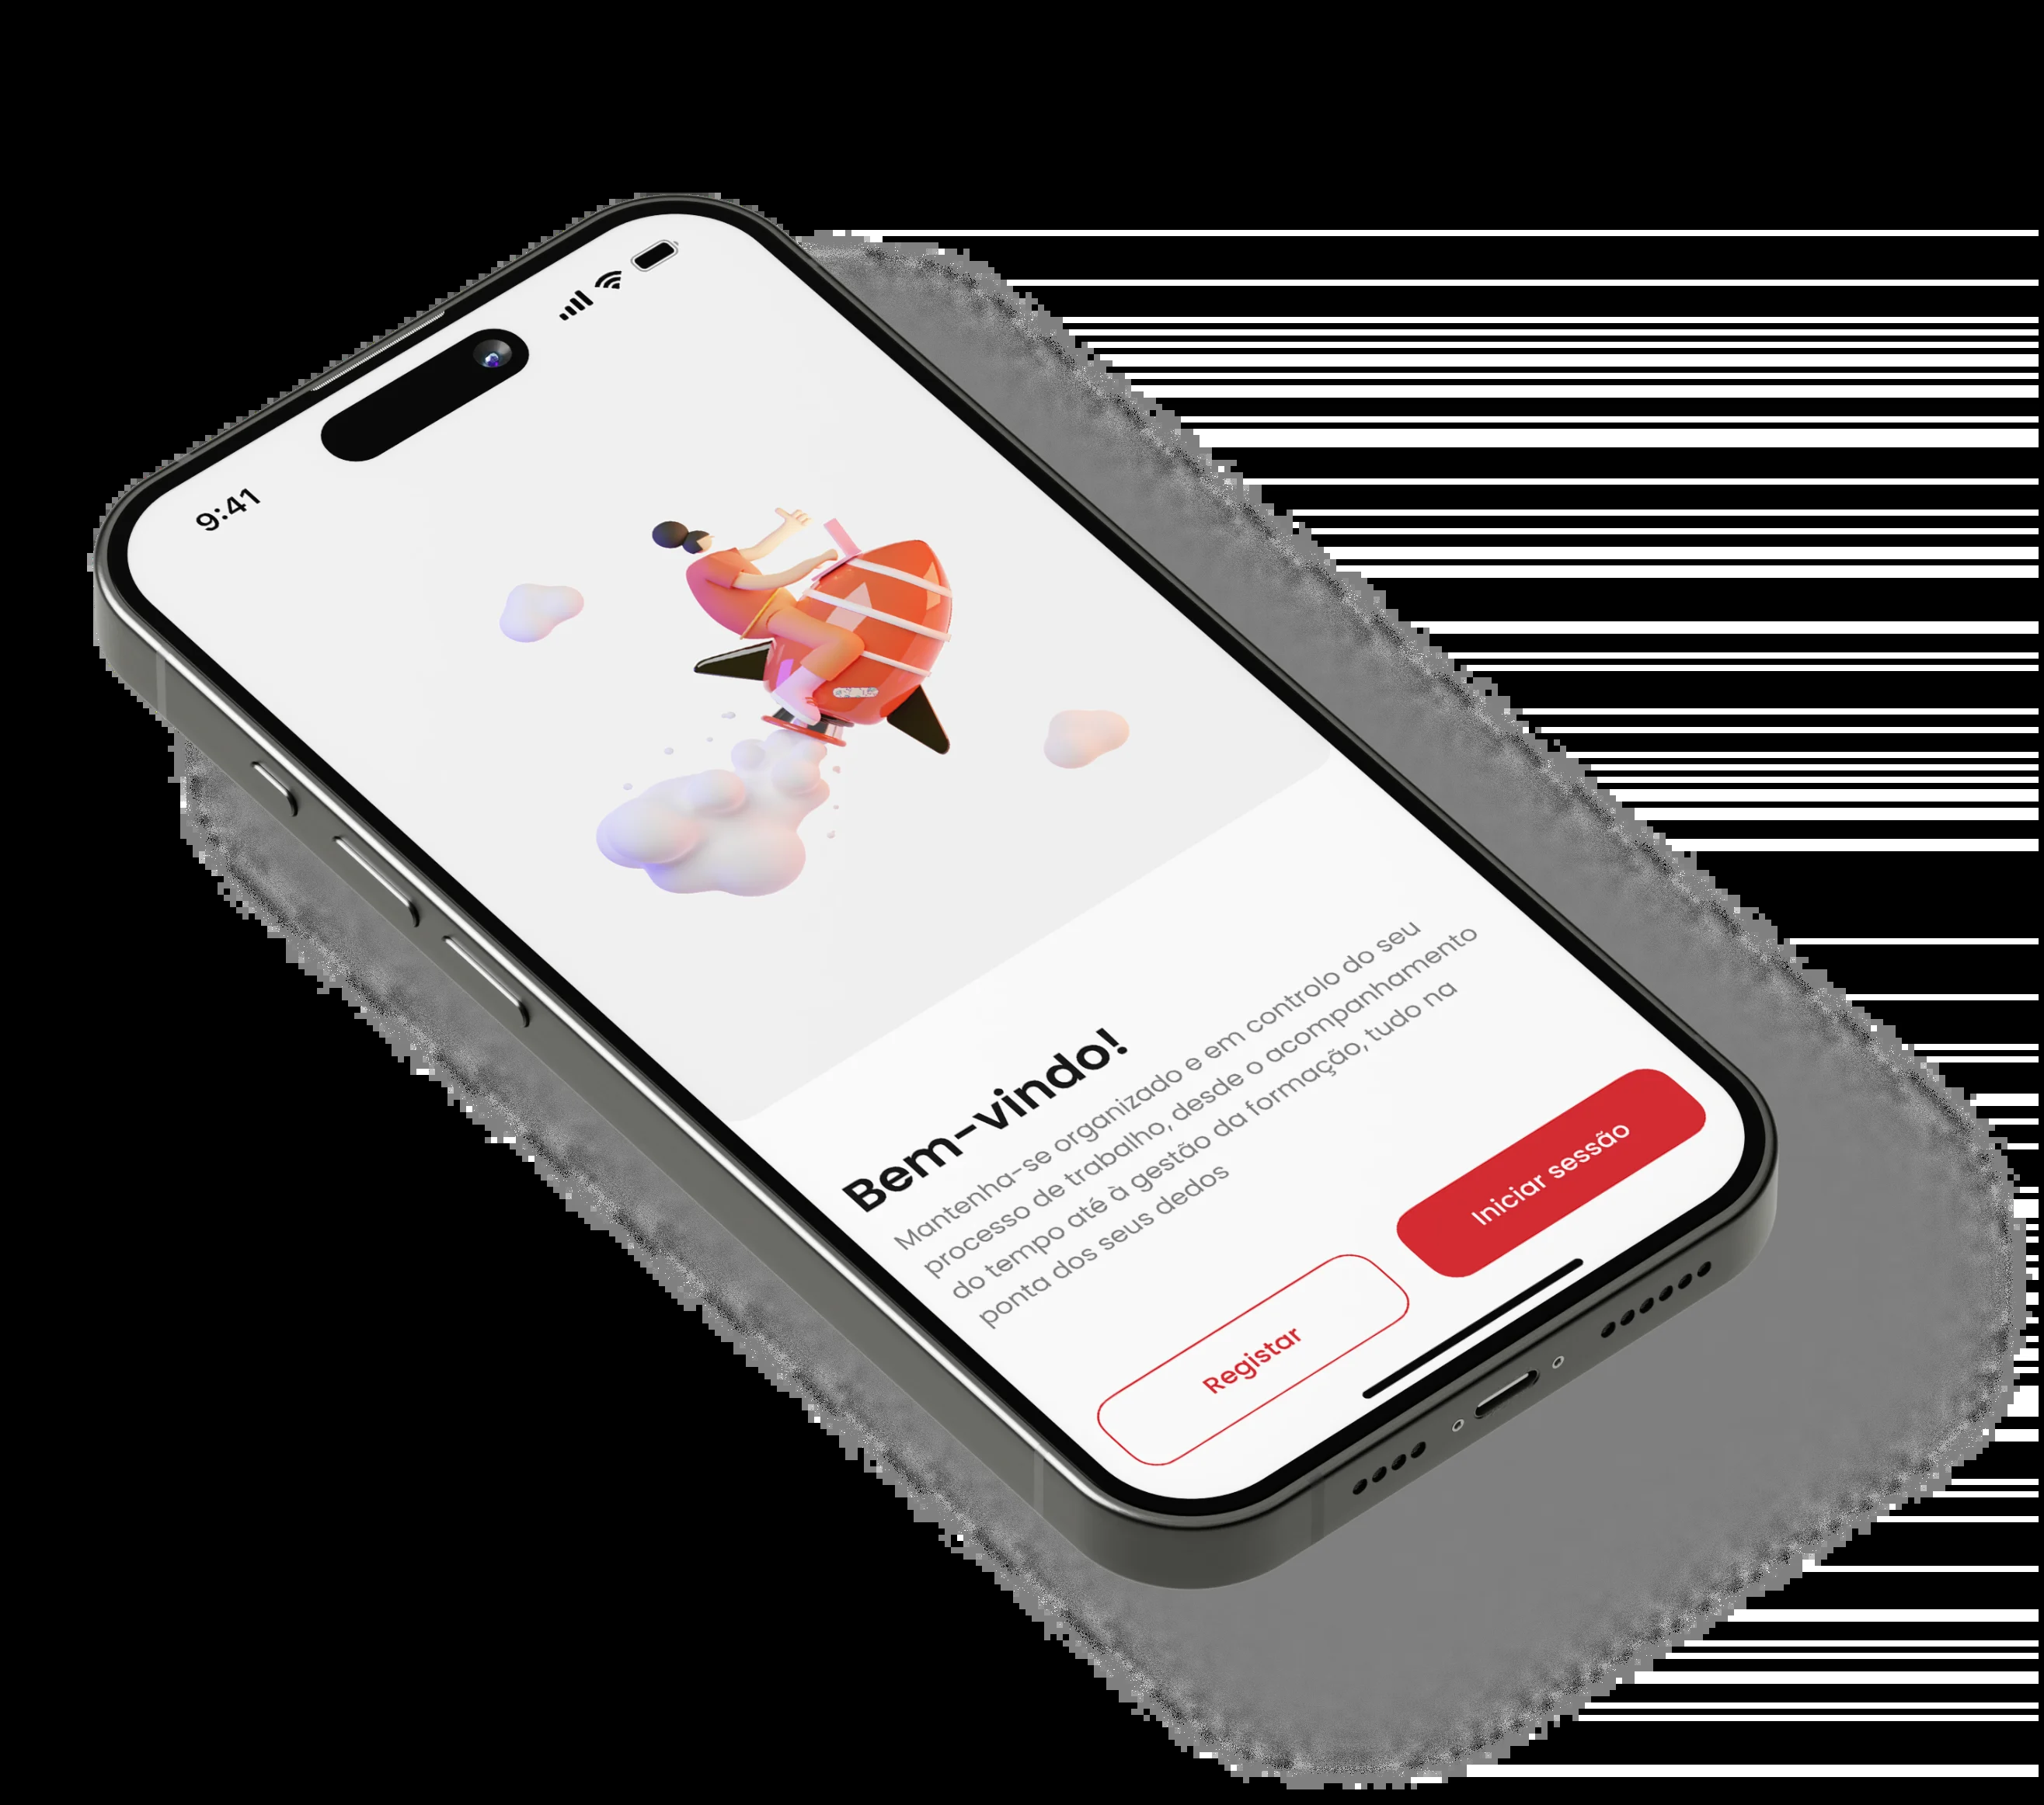 9:41
Bem-vindo!
Mantenha-se organizado e em controlo do seu
processo de trabalho, desde o acompanhamento
do tempo até à gestão da formação, tudo na
ponta dos seus dedos
Registar
Iniciar sessão